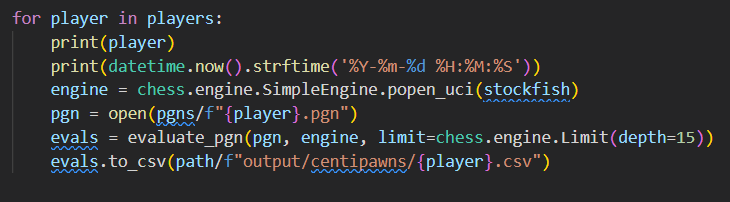 for player in players:
    print(player)
    print(datetime.now().strftime('%Y-%m-%d %H:%M:%S'))
    engine = chess.engine.SimpleEngine.popen_uci(stockfish)
    pgn = open(pgns/f"{player}.pgn")
    evals = evaluate_pgn(pgn, engine, limit=chess.engine.Limit(depth=15))
    evals.to_csv(path/f"output/centipawns/{player}.csv")